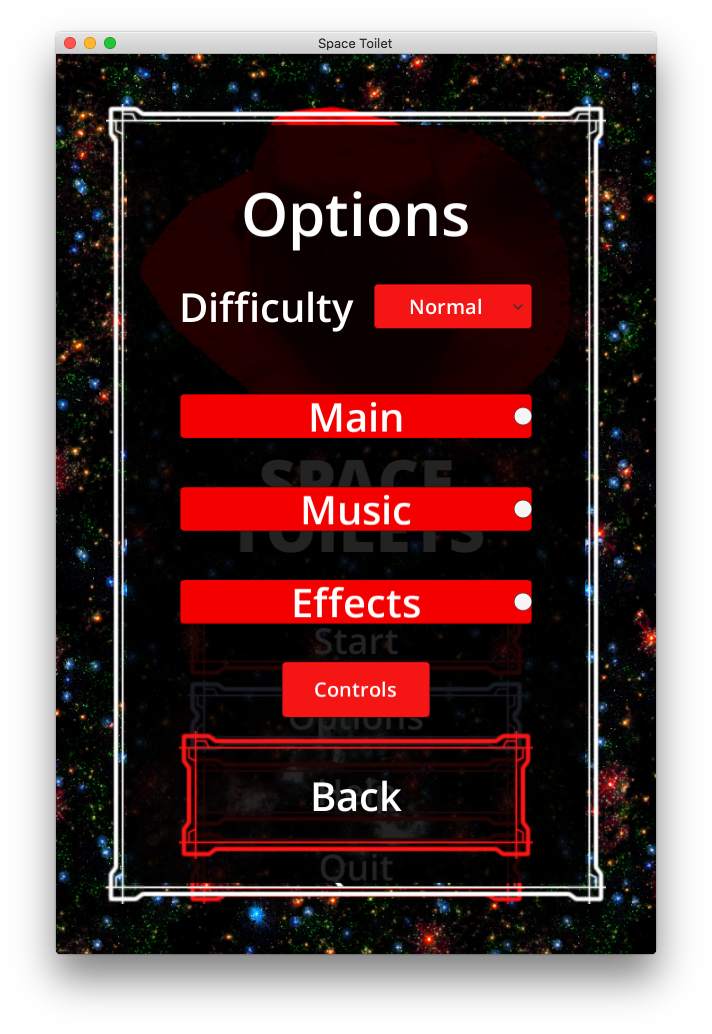 Space Toilet
Options
Difficulty Normal
Main
SPACE
Music
TOILETS
Effects
Start
Controls
Options
Back
Quit